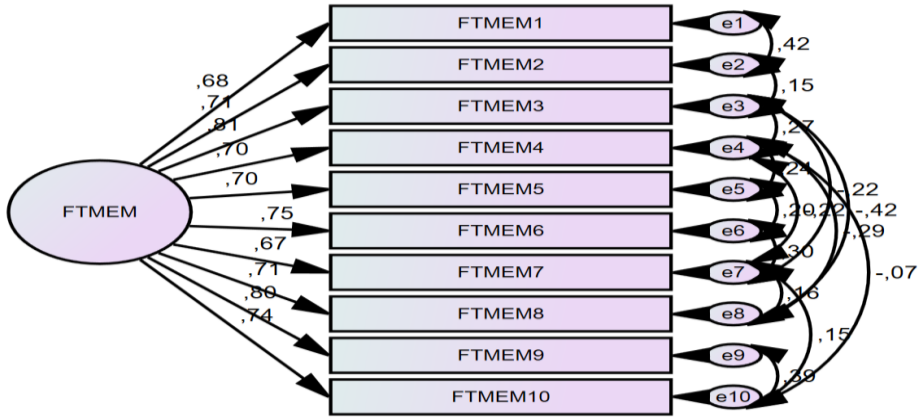 FTMEM1
e1
,42
FTMEM2
e2
,68
,15
,71
FTMEM3
e3
,81
,27
FTMEM4
e4
,70
,24
,70
FTMEM5
e5
-,22
FTMEM
,20
-,22
-,42
,75
FTMEM6
e6
-,29
,67
,30
,71
FTMEM7
e7
-,07
,80
,16
,74
FTMEM8
e8
,15
FTMEM9
e9
,39
FTMEM10
e10